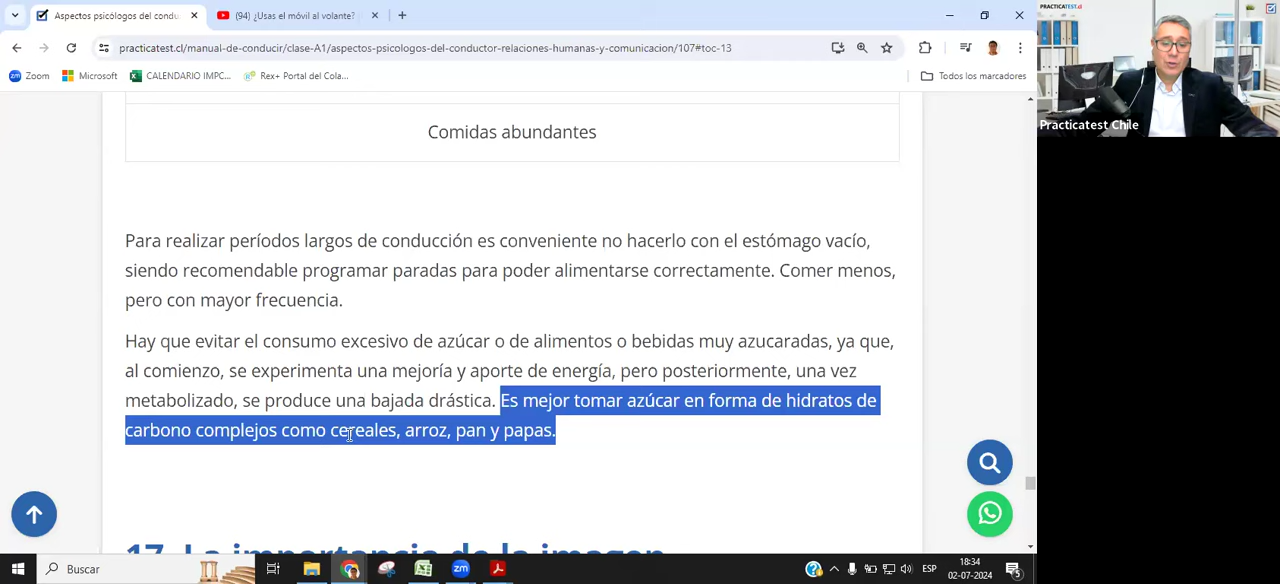 Aspectos psicólogos del condu
(94) ¿Usas el móvil al volante?
practicatest.cl/manual-de-conducir/clase-A1/aspectos-psicologos-del-conductor-relaciones-humanas-y-comunicacion/107#toc-13
Zoom
Microsoft
CALENDARIO IMPC...
Rex+ Portal del Cola...
Todos los marcadores
PRACTICATEST.cl
Practicatest Chile
Comidas abundantes
Para realizar períodos largos de conducción es conveniente no hacerlo con el estómago vacío,
siendo recomendable programar paradas para poder alimentarse correctamente. Comer menos,
pero con mayor frecuencia.
Hay que evitar el consumo excesivo de azúcar o de alimentos o bebidas muy azucaradas, ya que,
al comienzo, se experimenta una mejoría y aporte de energía, pero posteriormente, una vez
metabolizado, se produce una bajada drástica. Es mejor tomar azúcar en forma de hidratos de
carbono complejos como cereales, arroz, pan y papas.
17. La importancia de la imagen
Buscar
zm
ESP
18:34
02-07-2024
5